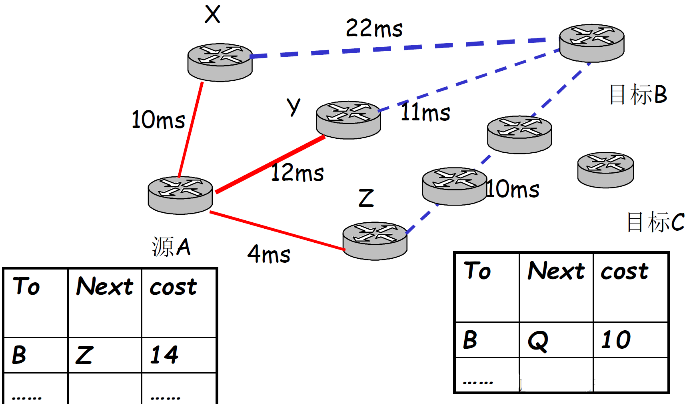 X
22ms
目标B
Y
11ms
10ms
12ms
Z
10ms
目标C
源A
4ms
To Next cost
B Z 14
…… ……
To Next cost
B Q 10
……